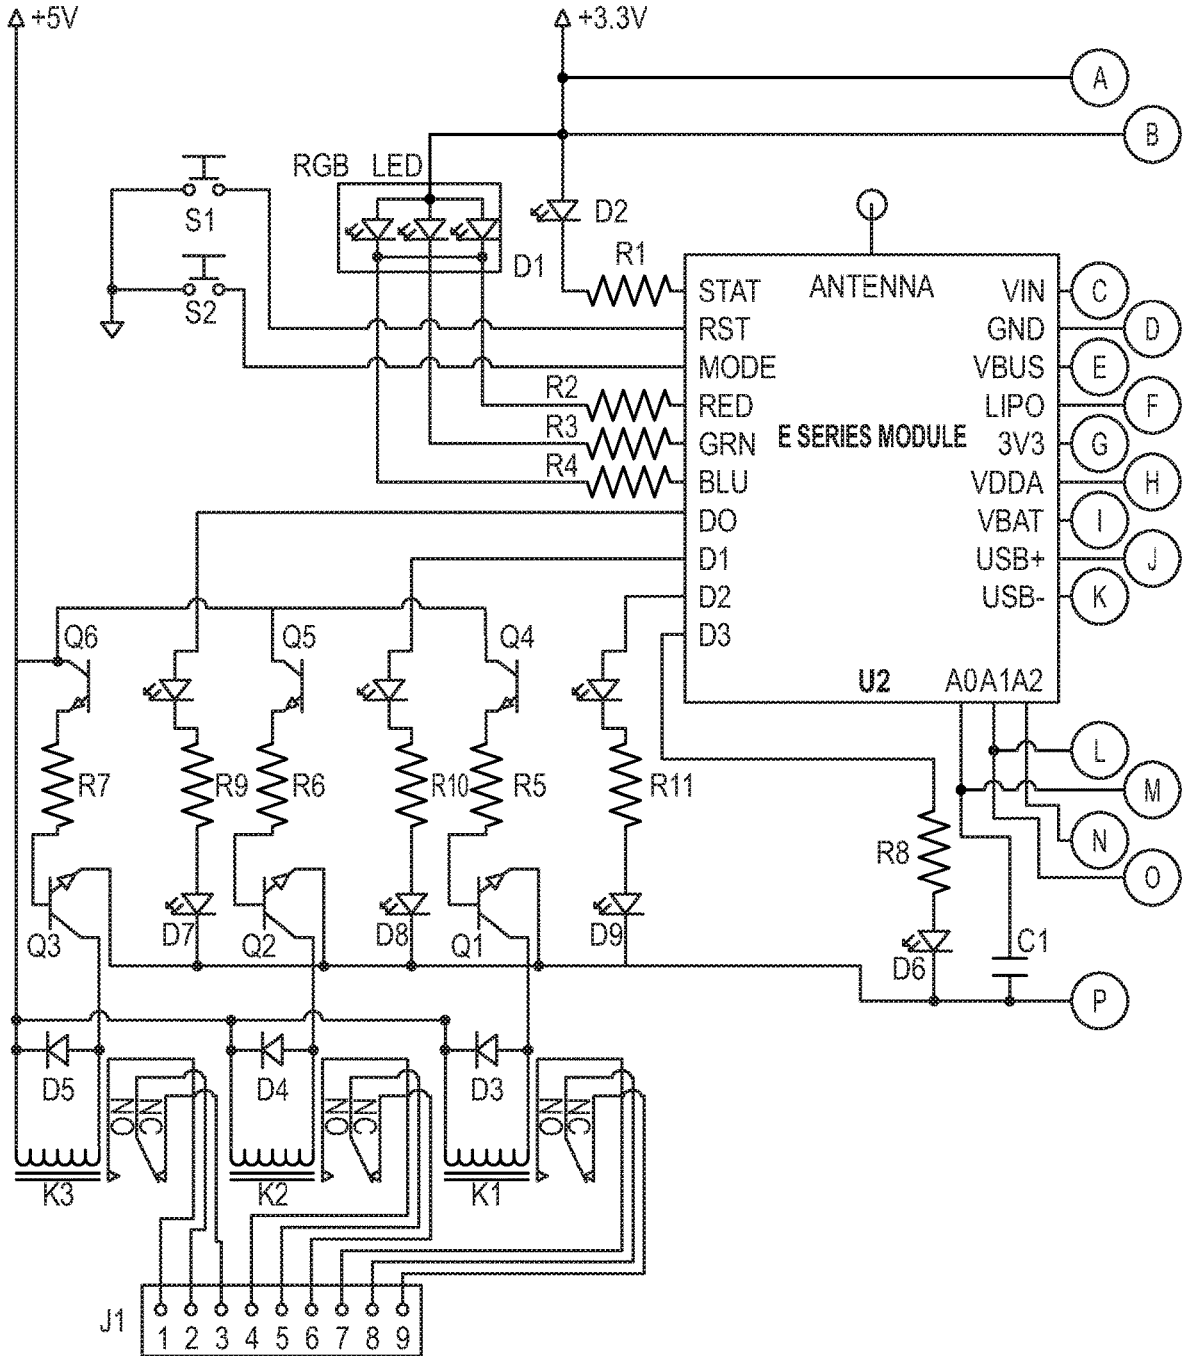 +5V
+3.3V
A
B
RGB LED
S1
D2
D1
R1
S2
ANTENNA
STAT
VIN
C
RST
GND
D
MODE
VBUS
E
R2
RED
LIPO
F
R3
GRN
E SERIES MODULE
3V3
G
R4
BLU
VDDA
H
DO
VBAT
I
D1
USB+
J
D2
USB-
K
D3
Q6
Q5
Q4
U2
A0
A1
A2
L
R7
R9
R6
R10
R5
R11
M
N
R8
O
Q3
D7
Q2
D8
Q1
D9
D6
C1
P
D5
D4
D3
NO
NC
NO
NC
NO
NC
K3
K2
K1
J1
1 2 3 4 5 6 7 8 9